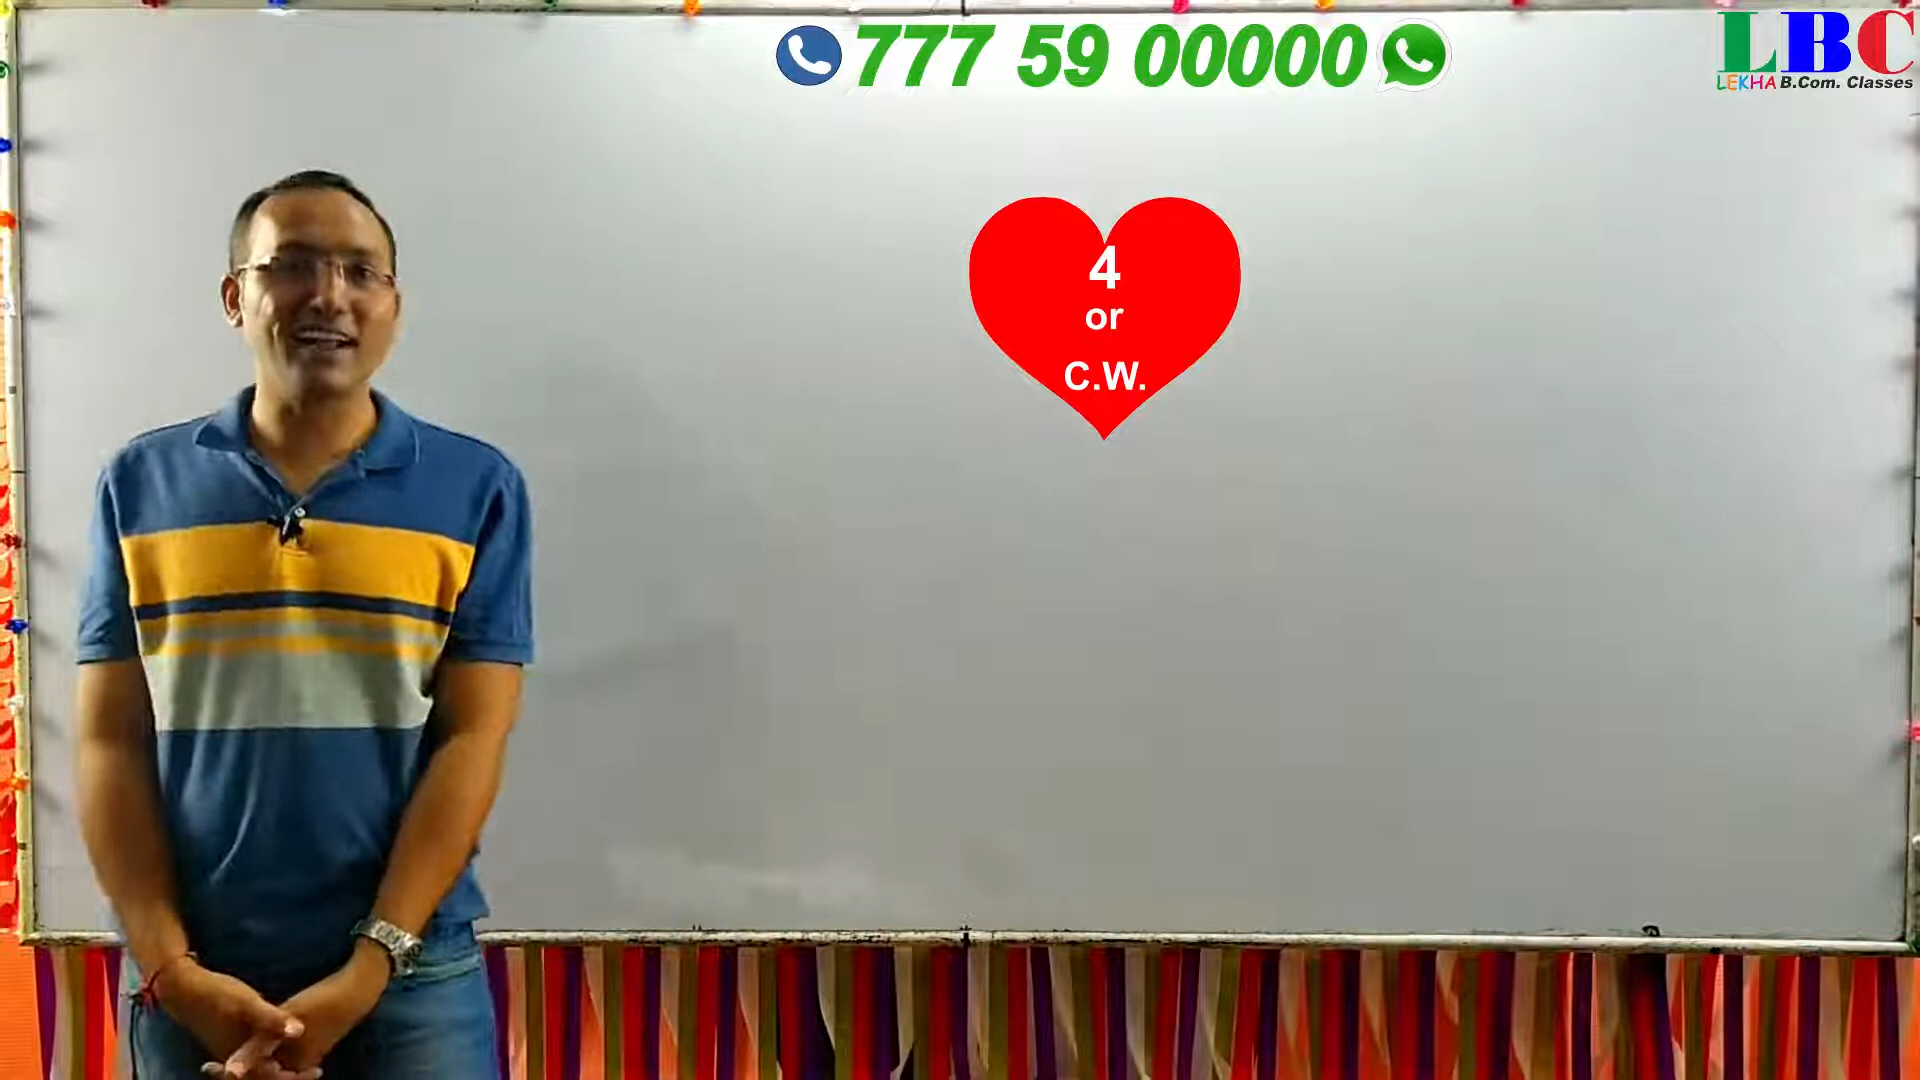 777 59 00000
LBC
LEKHA B.Com. Classes
4
or
C.W.